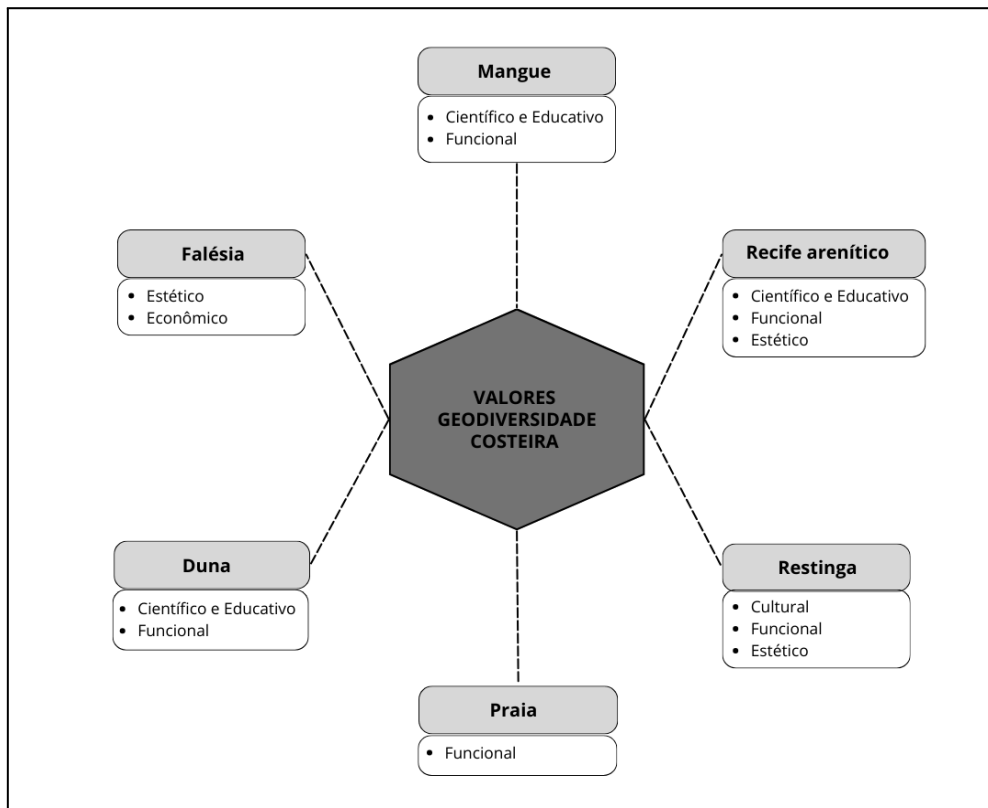 Mangue
• Científico e Educativo
• Funcional
Falésia
• Estético
• Econômico
Recife arenítico
• Científico e Educativo
• Funcional
• Estético
VALORES
GEODIVERSIDADE
COSTEIRA
Duna
• Científico e Educativo
• Funcional
Restinga
• Cultural
• Funcional
• Estético
Praia
• Funcional